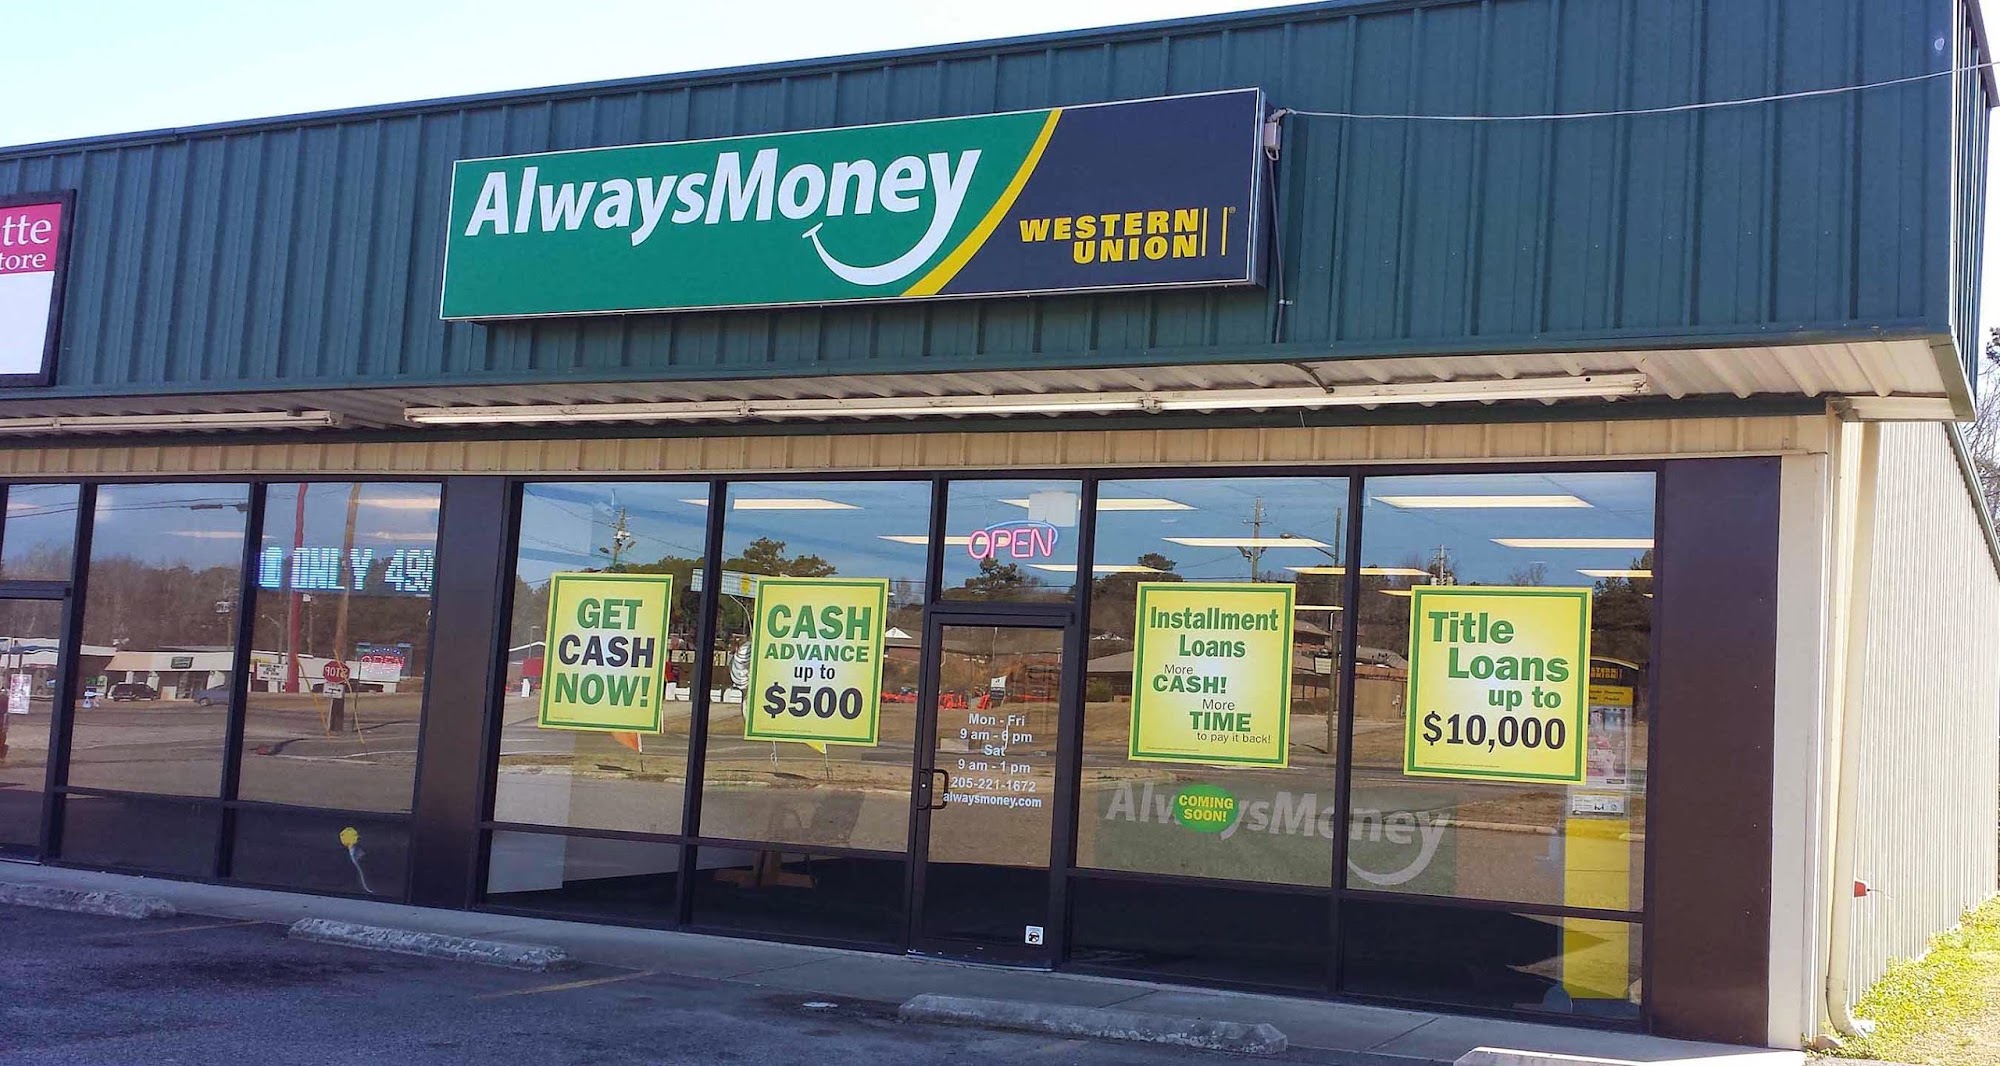 tte
tore
AlwaysMoney
WESTERN
UNION
ONLY 49
OPEN
GET
CASH
NOW!
CASH
ADVANCE
up to
$500
OPEN
Mon - Fri
9 am - 6 pm
Sat
9 am - 1 pm
205-221-1672
alwaysmoney.com
Installment
Loans
More
CASH!
More
TIME
to pay it back!
Title
Loans
up to
$10,000
AlwaysMoney
COMING
SOON!
STOP